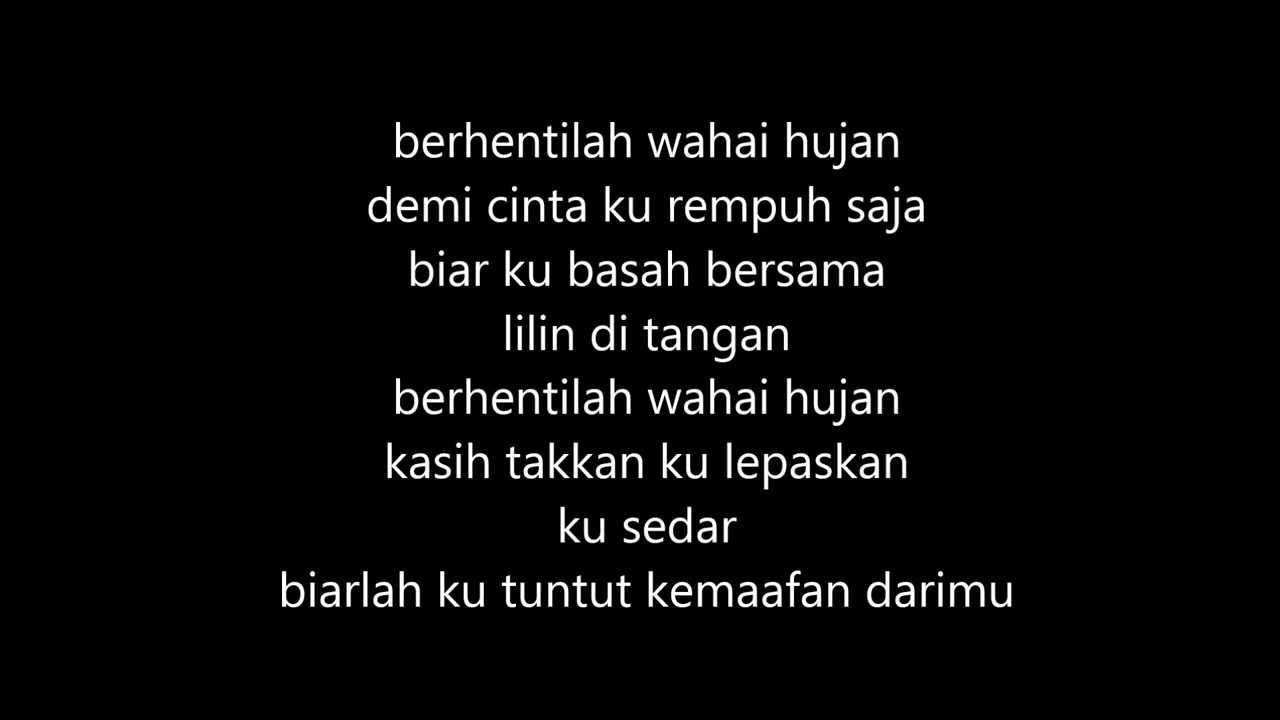 berhentilah wahai hujan
demi cinta ku rempuh saja
biar ku basah bersama
lilin di tangan
berhentilah wahai hujan
kasih takkan ku lepaskan
ku sedar
biarlah ku tuntut kemaafan darimu